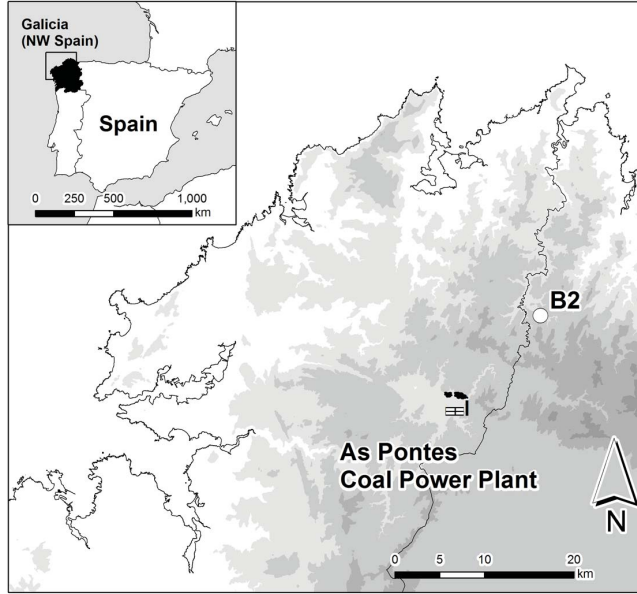 Galicia
(NW Spain)
Spain
0 250 500 1,000
km
B2
As Pontes
Coal Power Plant
N
0 5 10 20
km